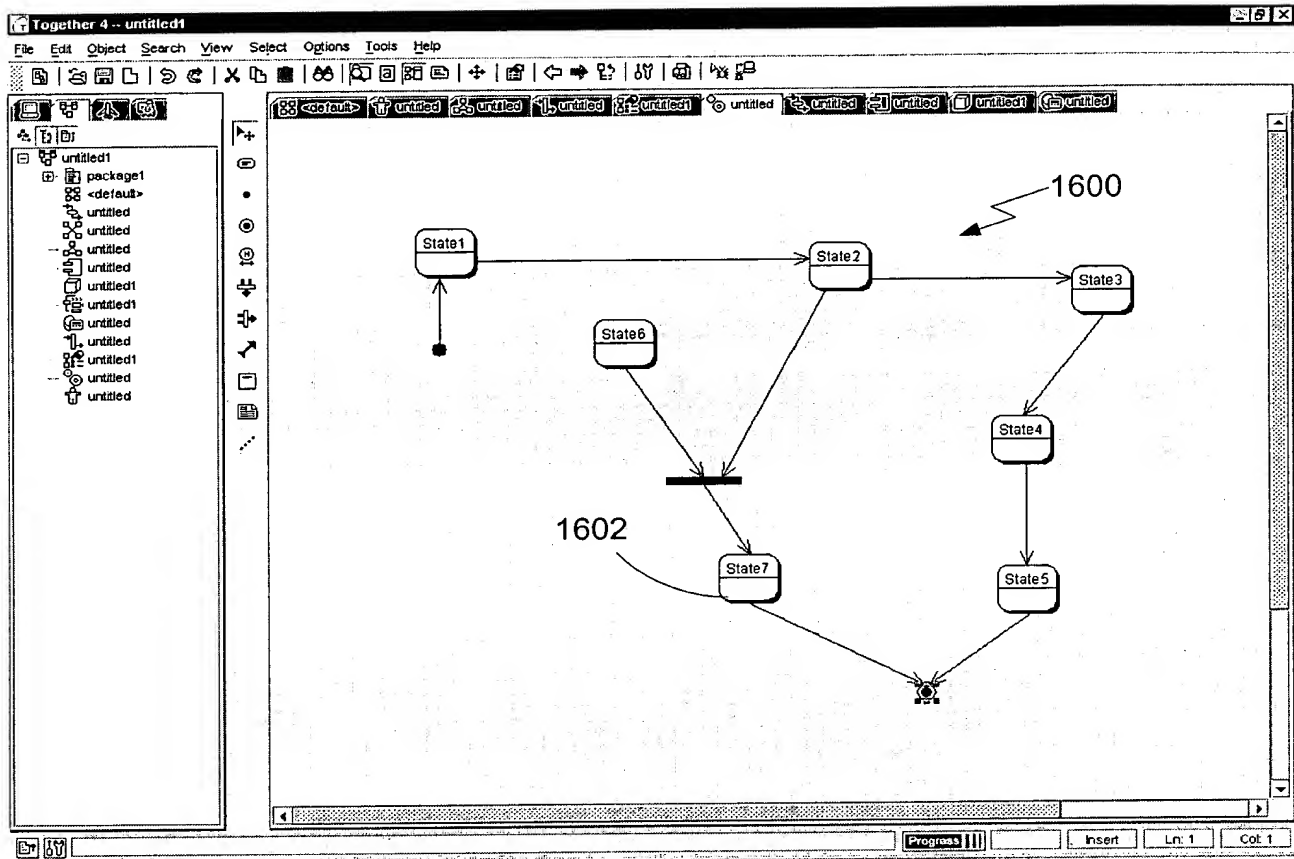 Together 4 -- untitled1
File Edit Object Search View Select Options Tools Help
<default> untitled untitled untitled untitled1 untitled untitled untitled untitled1 untitled
untitled1
package1
<default>
untitled
untitled
untitled
untitled
untitled1
untitled1
untitled
untitled
untitled1
untitled
untitled
1600
State1
State2
State3
State6
State4
1602
State7
State5
Progress Insert Ln: 1 Col: 1